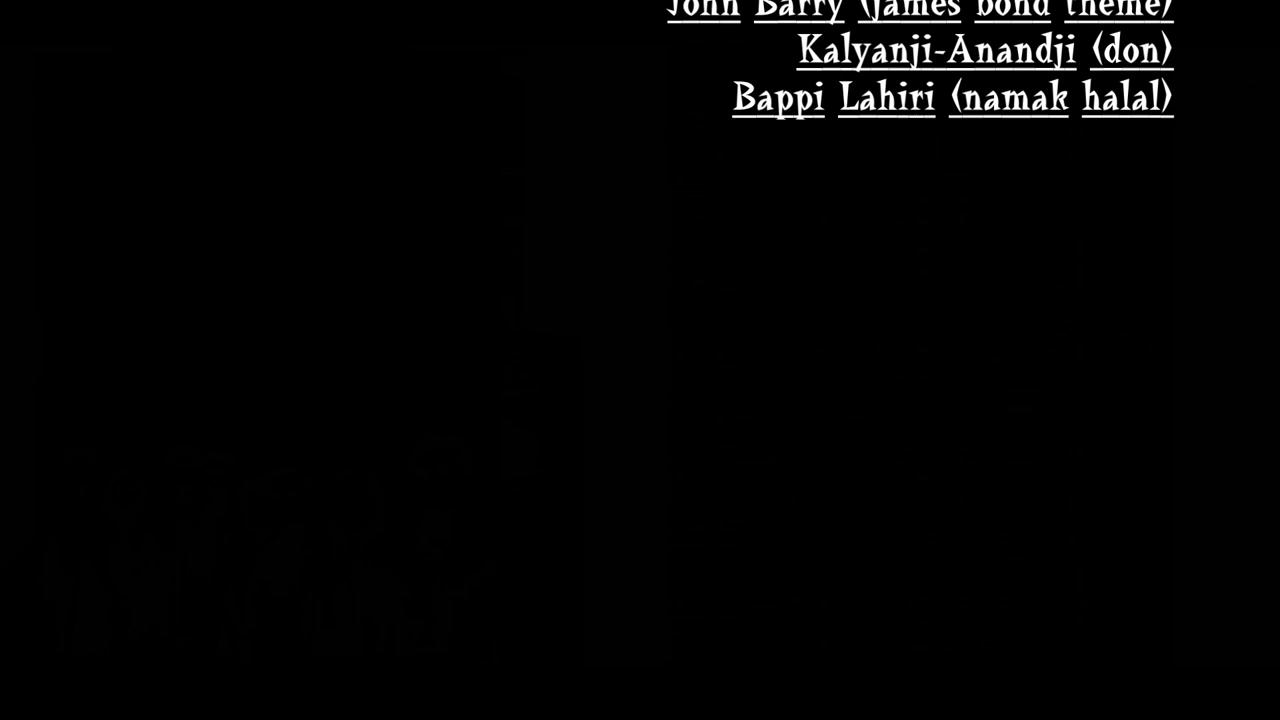 John Barry (james bond theme)
Kalyanji-Anandji (don)
Bappi Lahiri (namak halal)